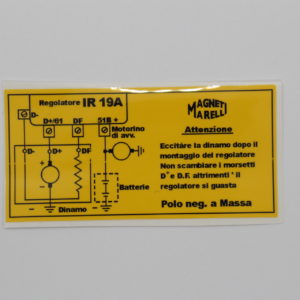 Regolatore IR 19A
D- D+/61 DF 51B +
Motorino
di avv.
D- D+ DF
+
-
+
-
Batterie
Dinamo
MAGNETI
MARELLI
Attenzione
Eccitare la dinamo dopo il
montaggio del regolatore
Non scambiare i morsetti
D+e D.F. altrimenti ' il
regolatore si guasta
Polo neg. a Massa